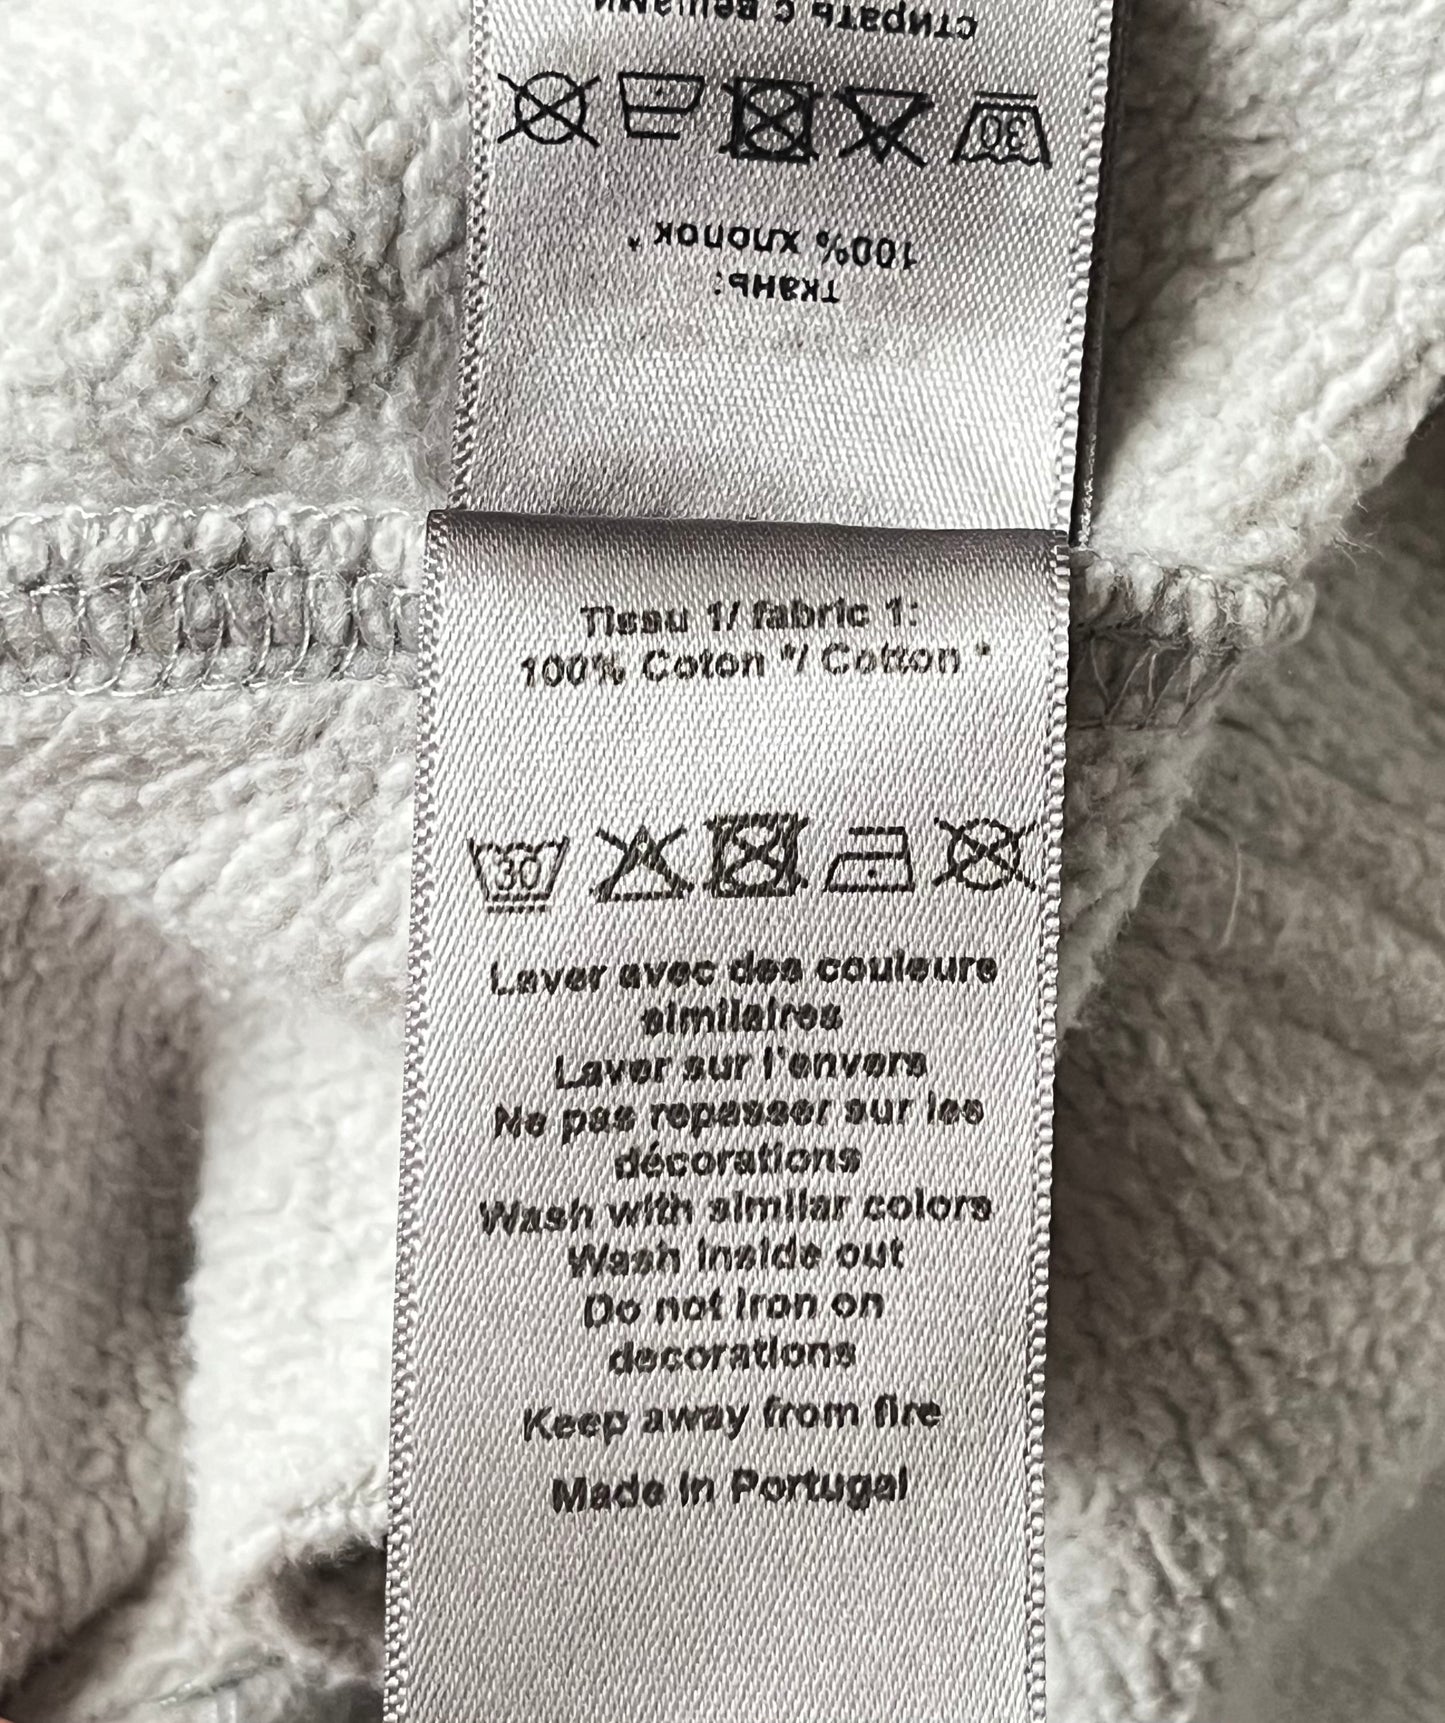 стирать с вещами
30
100% хлопок *
ткань:
Tissu 1/ fabric 1:
100% Coton */ Cotton *
30
Laver avec des couleurs
similaires
Laver sur l'envers
Ne pas repasser sur les
décorations
Wash with similar colors
Wash inside out
Do not iron on
decorations
Keep away from fire
Made in Portugal